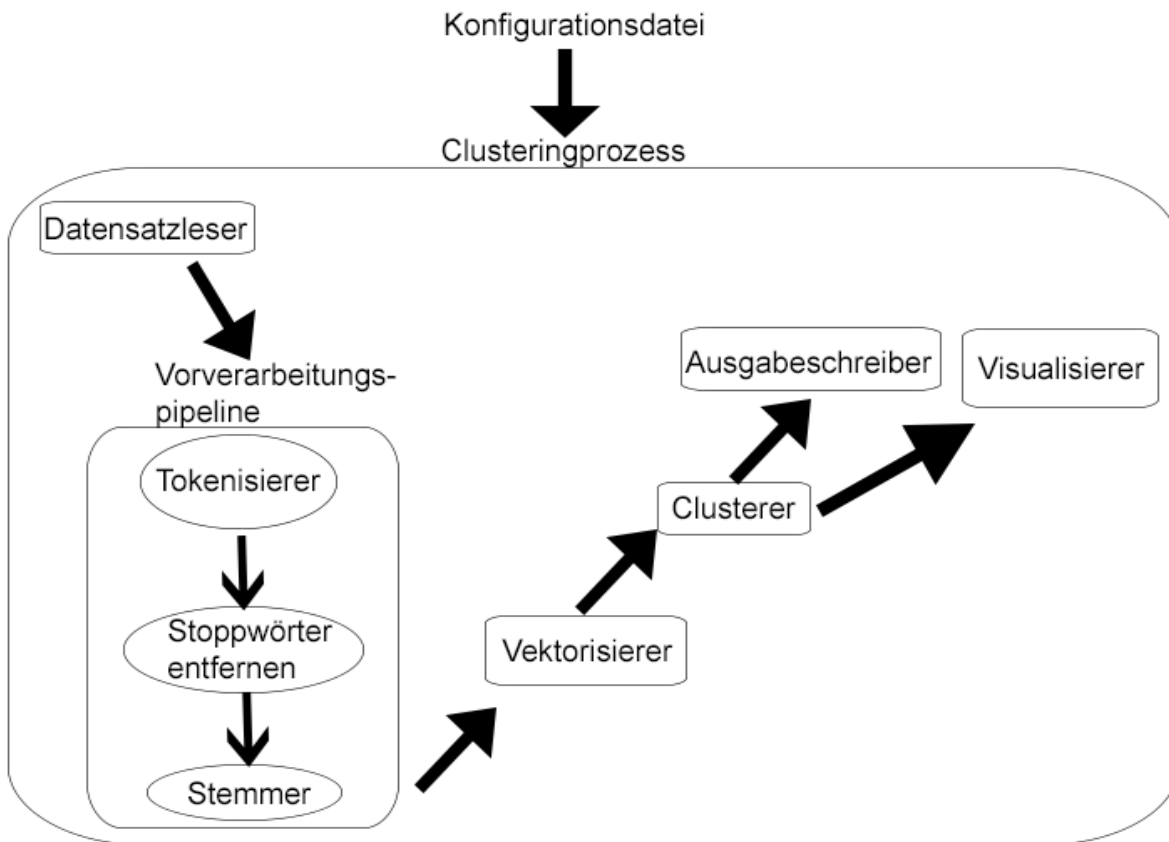 Konfigurationsdatei
Clusteringprozess
Datensatzleser
Vorverarbeitungs-
pipeline
Tokenisierer
Stoppwörter
entfernen
Stemmer
Vektorisierer
Clusterer
Ausgabeschreiber
Visualisierer